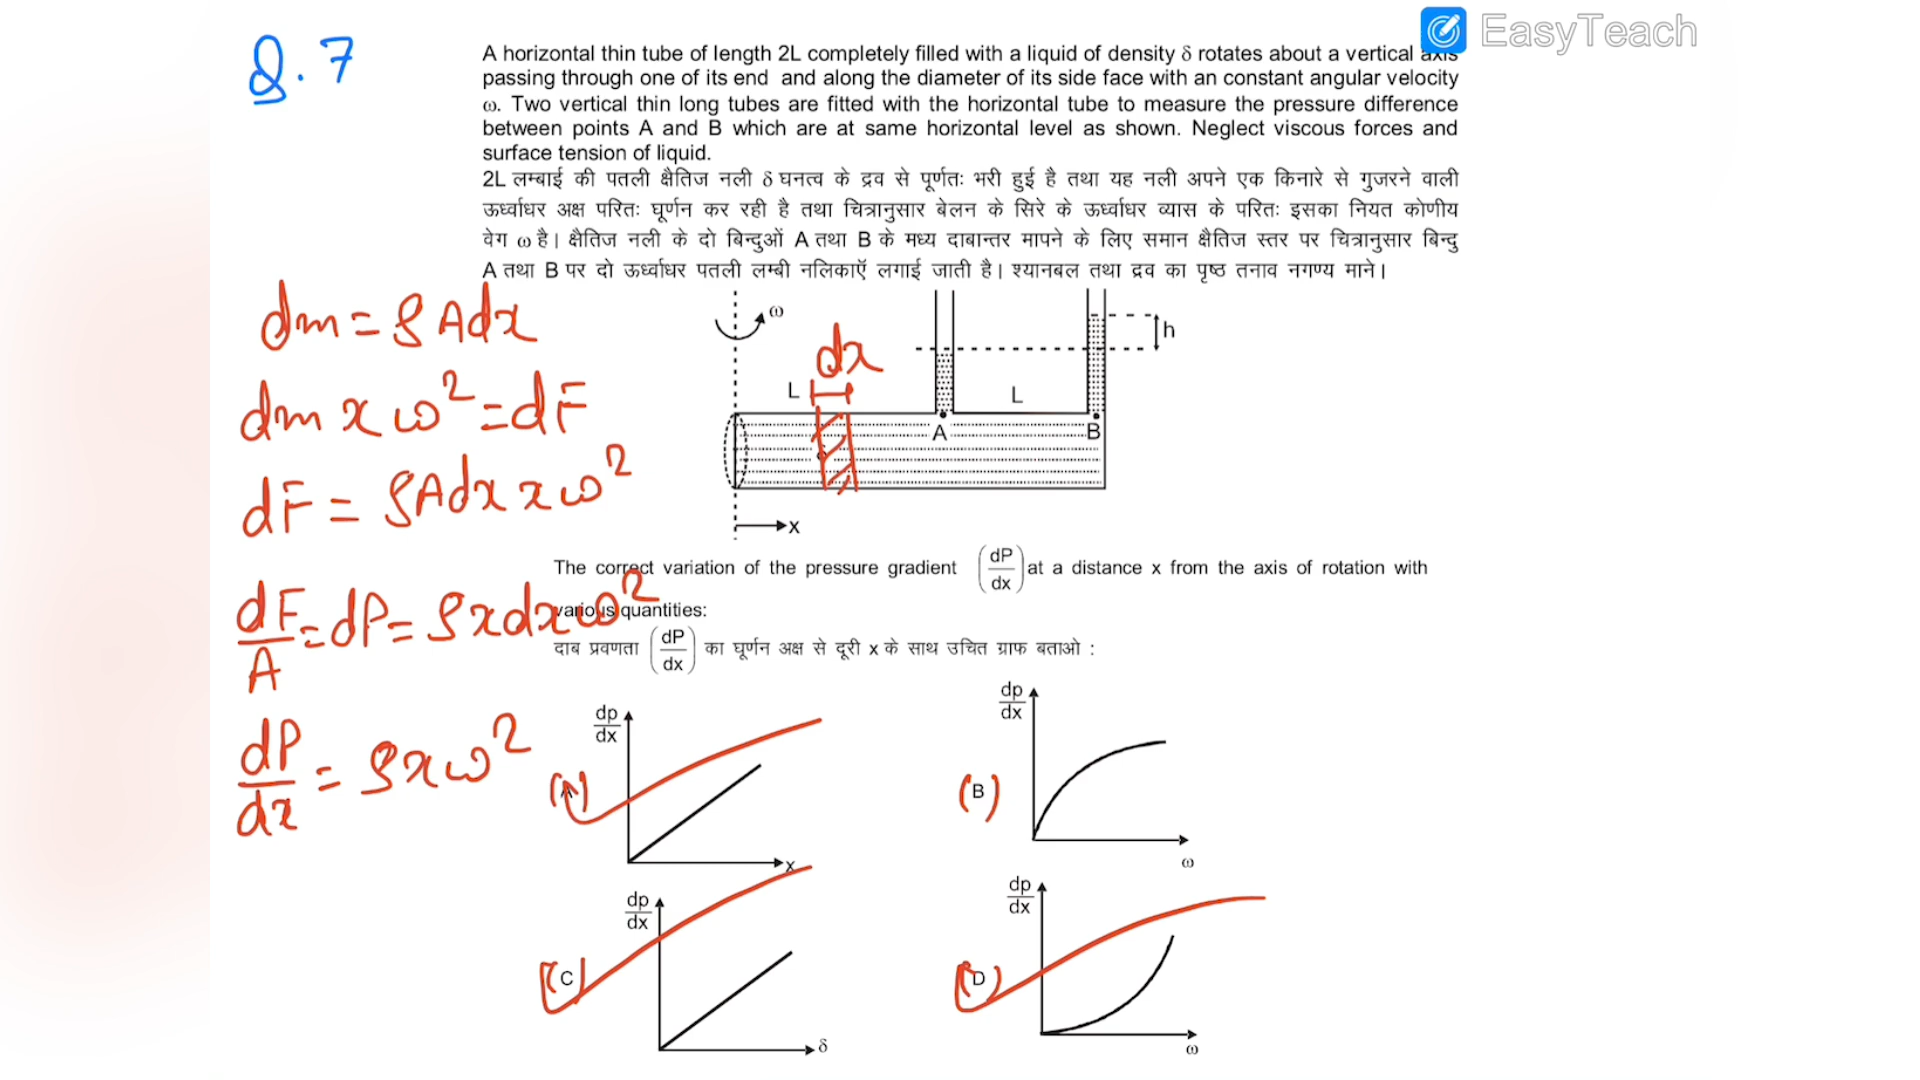 EasyTeach
Q.7
A horizontal thin tube of length 2L completely filled with a liquid of density δ rotates about a vertical axis
passing through one of its end and along the diameter of its side face with an constant angular velocity
ω. Two vertical thin long tubes are fitted with the horizontal tube to measure the pressure difference
between points A and B which are at same horizontal level as shown. Neglect viscous forces and
surface tension of liquid.
2L लम्बाई की पतली क्षैतिज नली δ घनत्व के द्रव से पूर्णतः भरी हुई है तथा यह नली अपने एक किनारे से गुजरने वाली
ऊर्ध्वाधर अक्ष परितः घूर्णन कर रही है तथा चित्रानुसार बेलन के सिरे के ऊर्ध्वाधर व्यास के परितः इसका नियत कोणीय
वेग ω है। क्षैतिज नली के दो बिन्दुओं A तथा B के मध्य दाबान्तर मापने के लिए समान क्षैतिज स्तर पर चित्रानुसार बिन्दु
A तथा B पर दो ऊर्ध्वाधर पतली लम्बी नलिकाएँ लगाई जाती है। श्यानबल तथा द्रव का पृष्ठ तनाव नगण्य माने।
dm = ρAdx
dm x ω² = dF
dF = ρAdx x ω²
dF/A = dP = ρxdxω²
dP/dx = ρxω²
ω
dx
h
L
L
A
B
x
The correct variation of the pressure gradient (dP/dx) at a distance x from the axis of rotation with
various quantities:
दाब प्रवणता (dP/dx) का घूर्णन अक्ष से दूरी x के साथ उचित ग्राफ बताओ :
(A)
dp/dx
x
(B)
dp/dx
ω
(C)
dp/dx
δ
(D)
dp/dx
ω